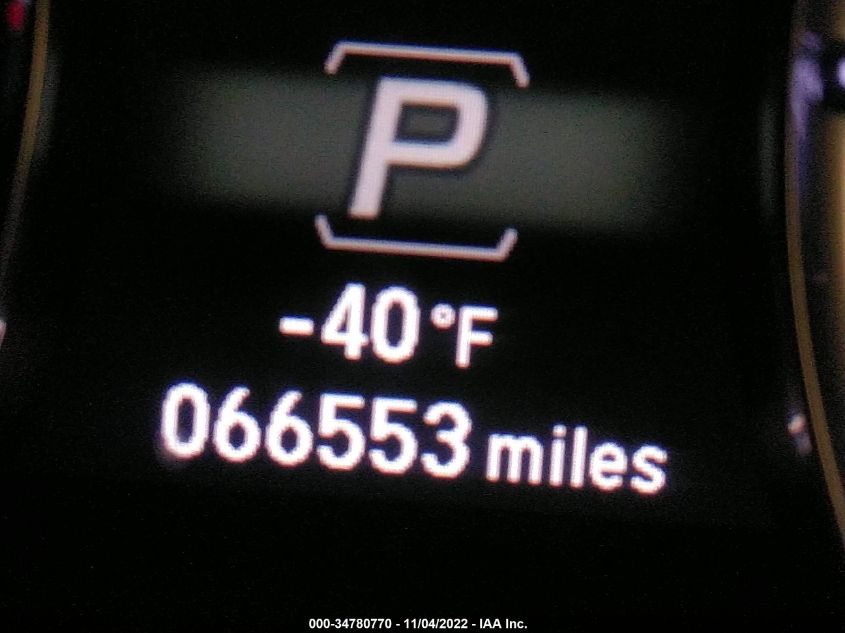 P
-40°F
066553 miles
000-34780770 - 11/04/2022 - IAA Inc.